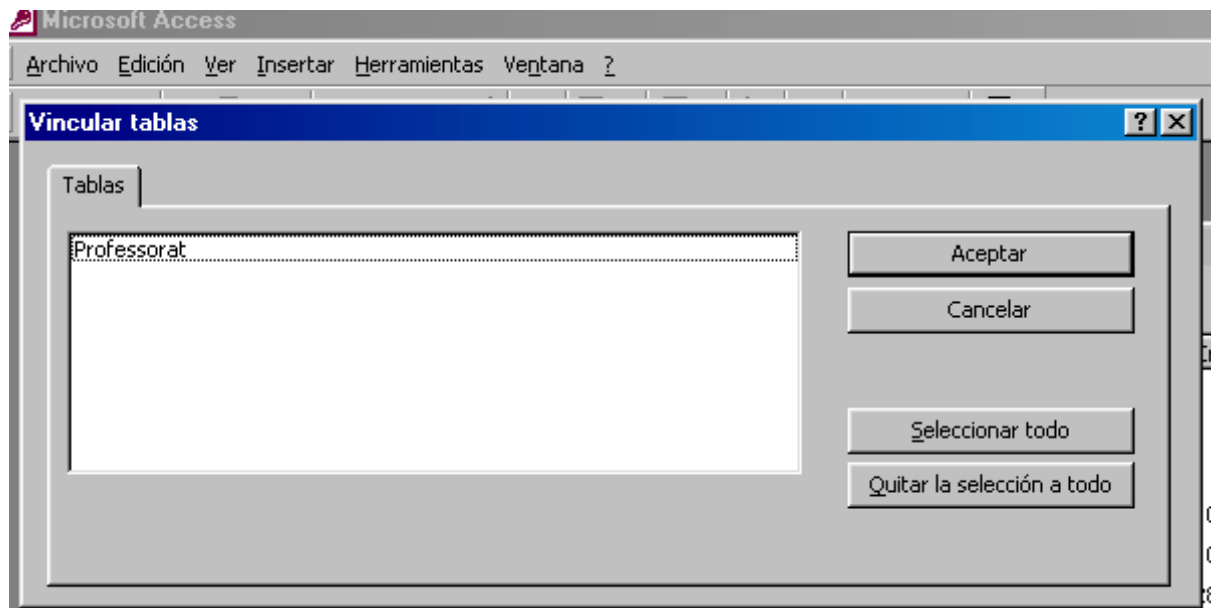 Microsoft Access
Archivo Edición Ver Insertar Herramientas Ventana ?
Vincular tablas
Tablas
Professorat
Aceptar
Cancelar
Seleccionar todo
Quitar la selección a todo